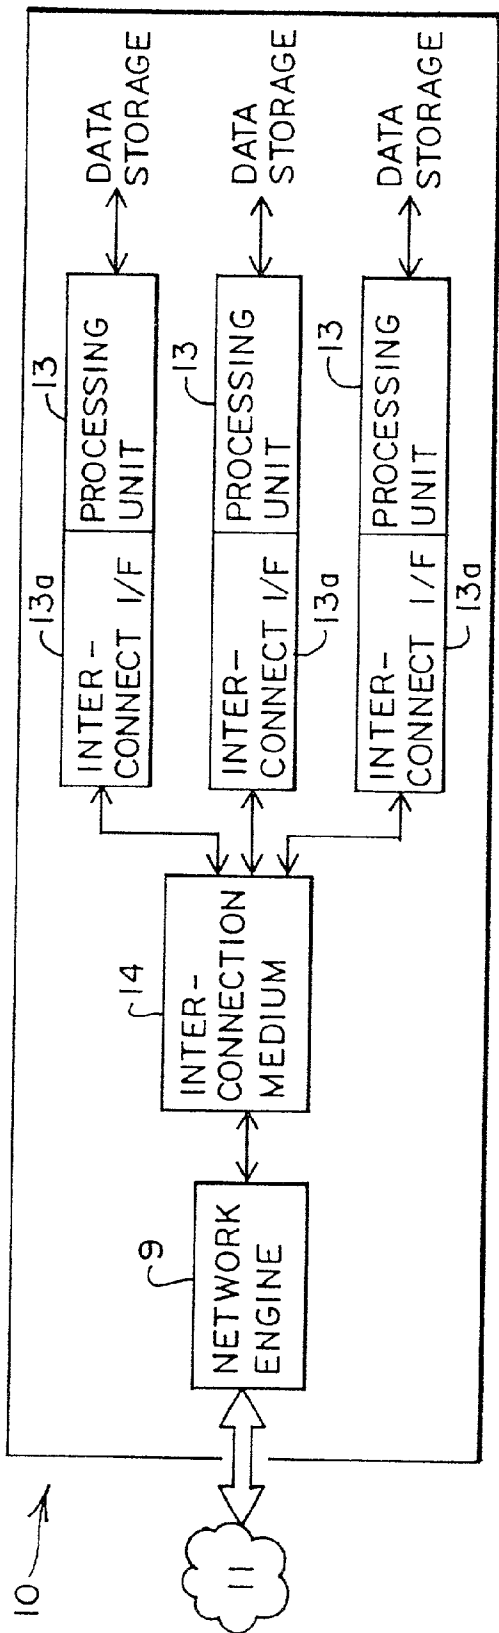 10
11
9
NETWORK
ENGINE
14
INTER-
CONNECTION
MEDIUM
13a
INTER-
CONNECT I/F
13
PROCESSING
UNIT
DATA
STORAGE
INTER-
CONNECT I/F
13a
13
PROCESSING
UNIT
DATA
STORAGE
INTER-
CONNECT I/F
13a
13
PROCESSING
UNIT
DATA
STORAGE